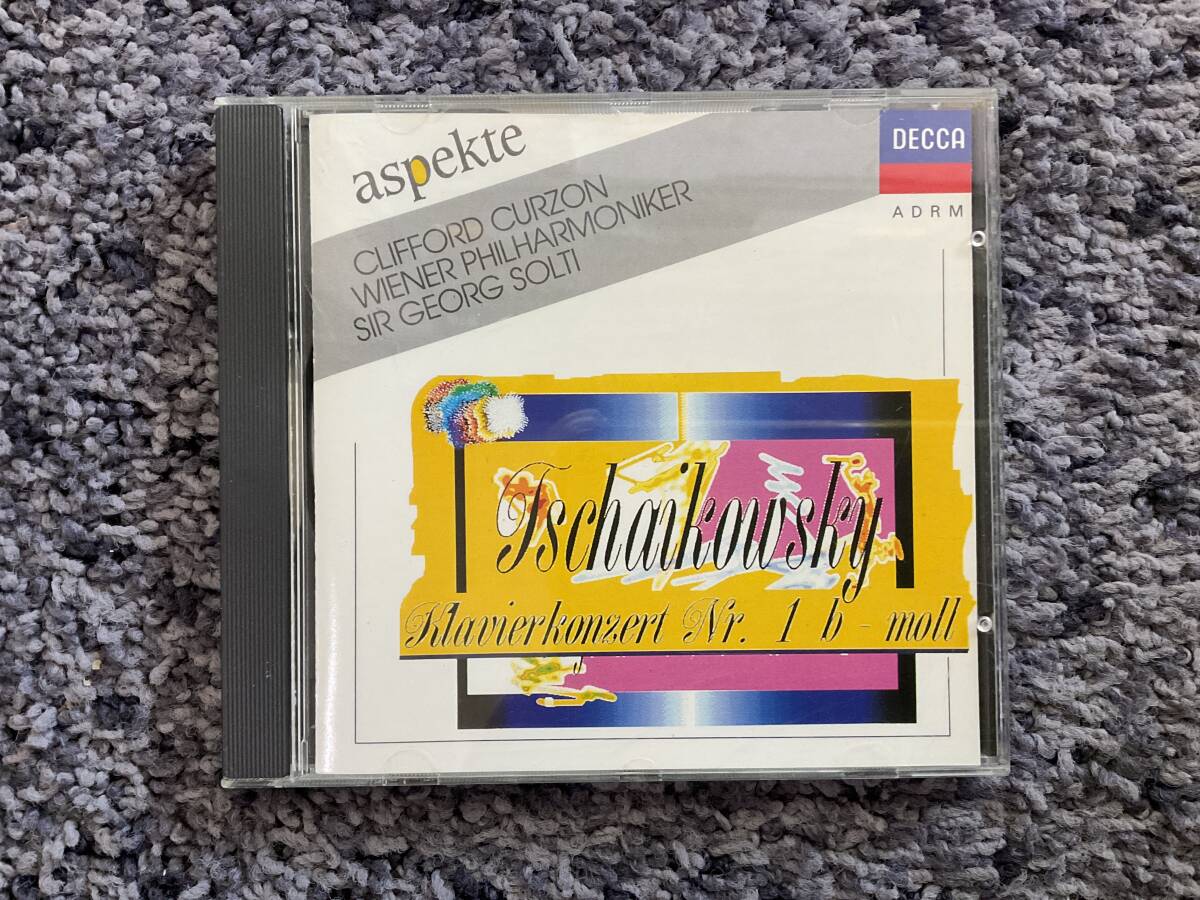 aspekte
DECCA
ADRM
CLIFFORD CURZON
WIENER PHILHARMONIKER
SIR GEORG SOLTI
Tschaikowsky
Klavierkonzert Nr. 1 b - moll